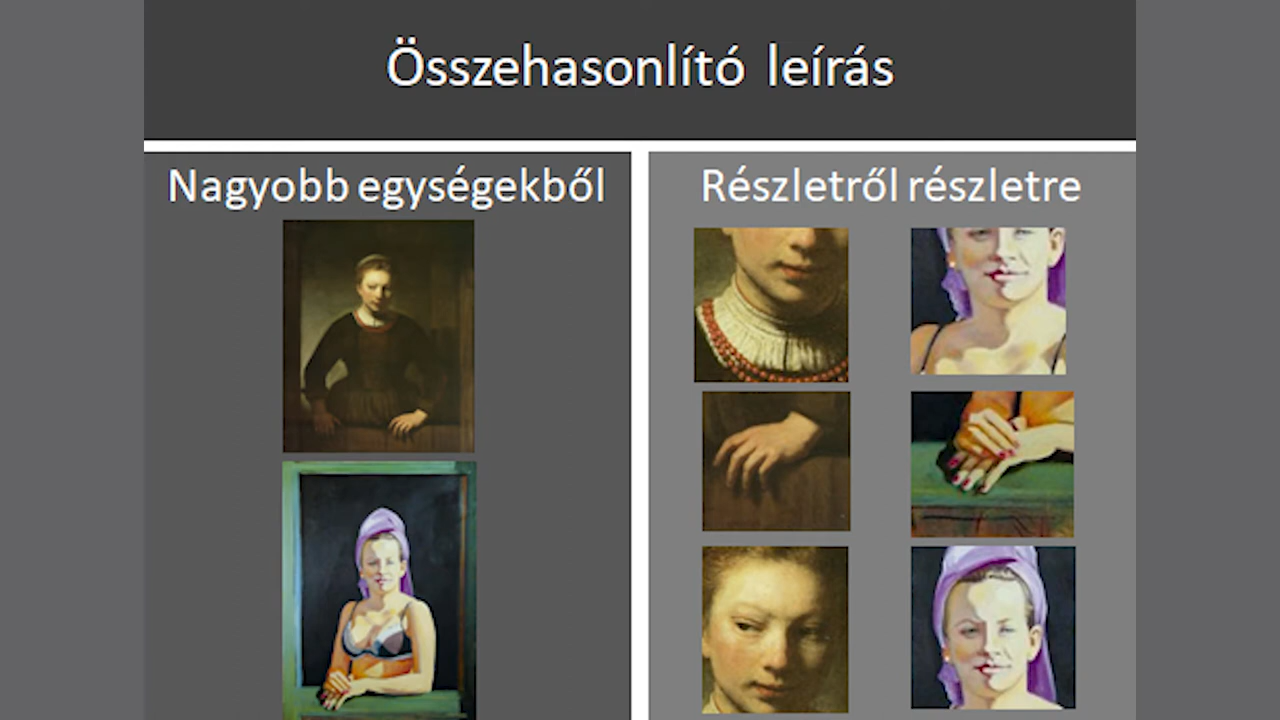 Összehasonlító leírás
Nagyobb egységekből
Részletről részletre